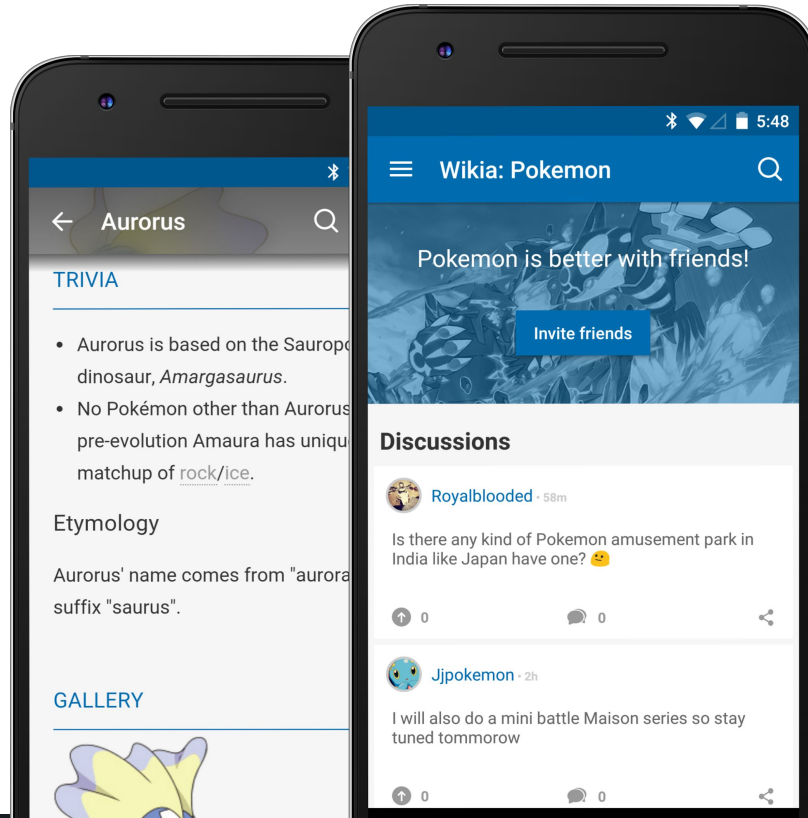 Aurorus
TRIVIA
Aurorus is based on the
dinosaur, Amargasaurus.
No Pokémon other than Aurorus
pre-evolution Amaura has
matchup of rock/ice.
Etymology
Aurorus' name comes from "aurora
suffix "saurus".
GALLERY
5:48
Wikia: Pokemon
Pokemon is better with friends!
Invite friends
Discussions
Royalblooded · 58m
Is there any kind of Pokemon amusement park in
India like Japan have one?
0 0
Jjpokemon · 2h
I will also do a mini battle Maison series so stay
tuned tommorow
0 0